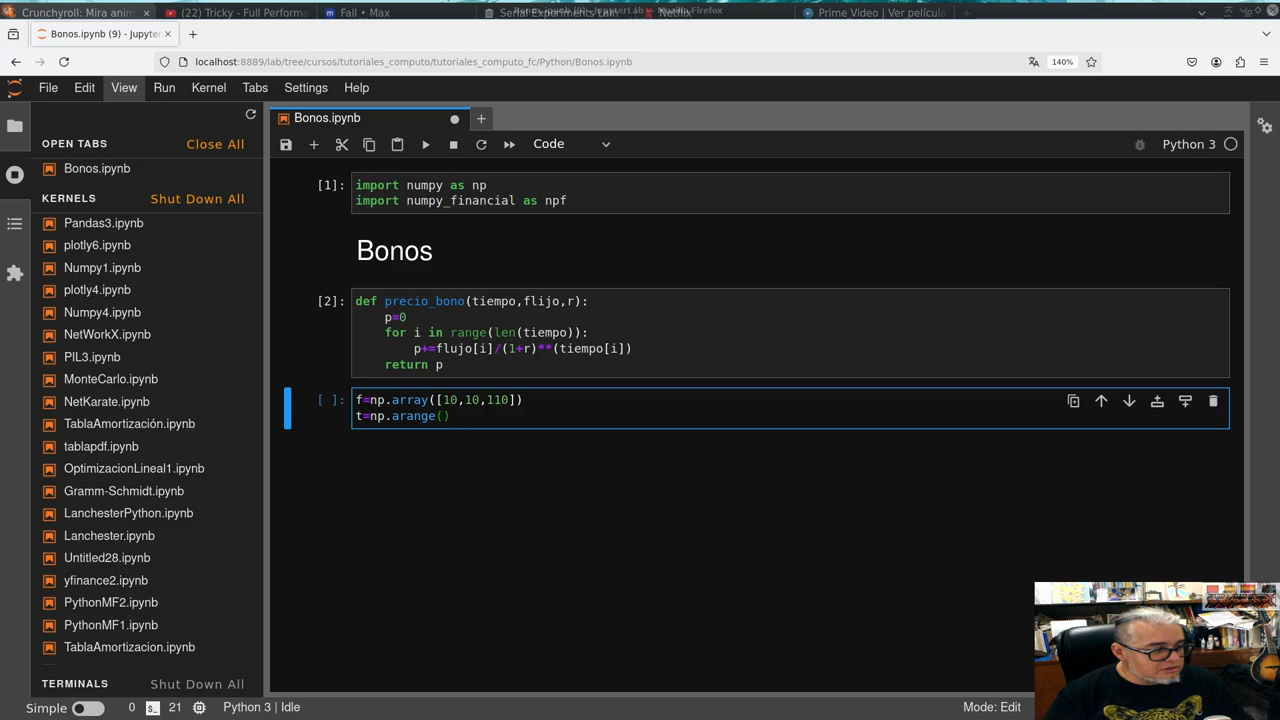 Crunchyroll: Mira anim
(22) Tricky - Full Performa
Fall • Max
Netflix
Prime Video | Ver película
Bonos.ipynb (9) - Jupyte
localhost:8889/lab/tree/cursos/tutoriales_computo/tutoriales_computo_fc/Python/Bonos.ipynb
140%
File Edit View Run Kernel Tabs Settings Help
Bonos.ipynb
Code
Python 3
OPEN TABS Close All
Bonos.ipynb
KERNELS Shut Down All
Pandas3.ipynb
plotly6.ipynb
Numpy1.ipynb
plotly4.ipynb
Numpy4.ipynb
NetWorkX.ipynb
PIL3.ipynb
MonteCarlo.ipynb
NetKarate.ipynb
TablaAmortización.ipynb
tablapdf.ipynb
OptimizacionLineal1.ipynb
Gramm-Schmidt.ipynb
LanchesterPython.ipynb
Lanchester.ipynb
Untitled28.ipynb
yfinance2.ipynb
PythonMF2.ipynb
PythonMF1.ipynb
TablaAmortizacion.ipynb
TERMINALS Shut Down All
[1]: import numpy as np
import numpy_financial as npf
Bonos
[2]: def precio_bono(tiempo,flijo,r):
p=0
for i in range(len(tiempo)):
p+=flujo[i]/(1+r)**(tiempo[i])
return p
[ ]: f=np.array([10,10,110])
t=np.arange()
Simple 0 21 Python 3 | Idle Mode: Edit